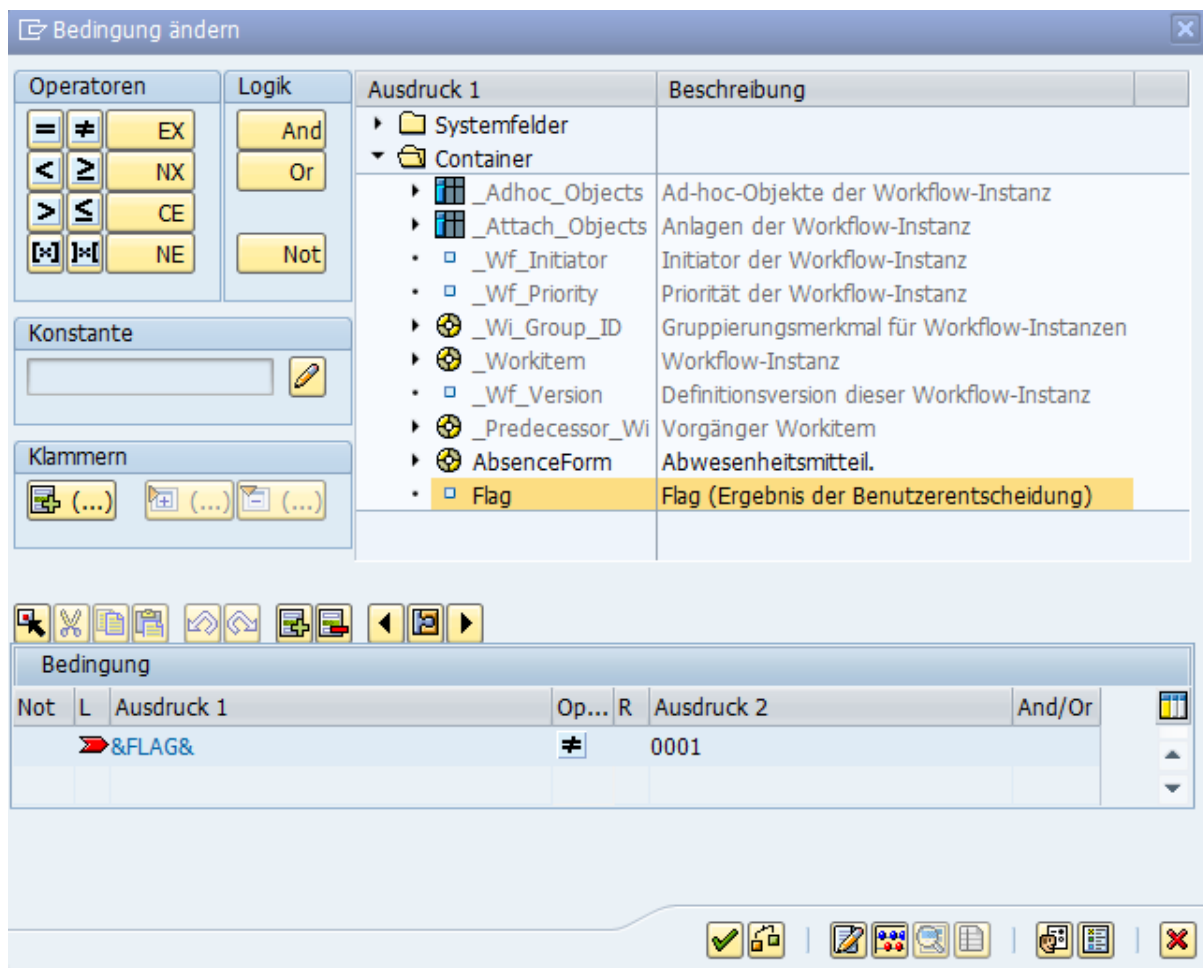 Bedingung ändern
Operatoren
= ≠ EX
< ≥ NX
> ≤ CE
[×] ]×[ NE
Logik
And
Or
Not
Konstante
Klammern
(...) (...) (...)
Ausdruck 1 Beschreibung
Systemfelder
Container
_Adhoc_Objects Ad-hoc-Objekte der Workflow-Instanz
_Attach_Objects Anlagen der Workflow-Instanz
_Wf_Initiator Initiator der Workflow-Instanz
_Wf_Priority Priorität der Workflow-Instanz
_Wi_Group_ID Gruppierungsmerkmal für Workflow-Instanzen
_Workitem Workflow-Instanz
_Wf_Version Definitionsversion dieser Workflow-Instanz
_Predecessor_Wi Vorgänger Workitem
AbsenceForm Abwesenheitsmitteil.
Flag Flag (Ergebnis der Benutzerentscheidung)
Bedingung
Not L Ausdruck 1 Op... R Ausdruck 2 And/Or
&FLAG& ≠ 0001